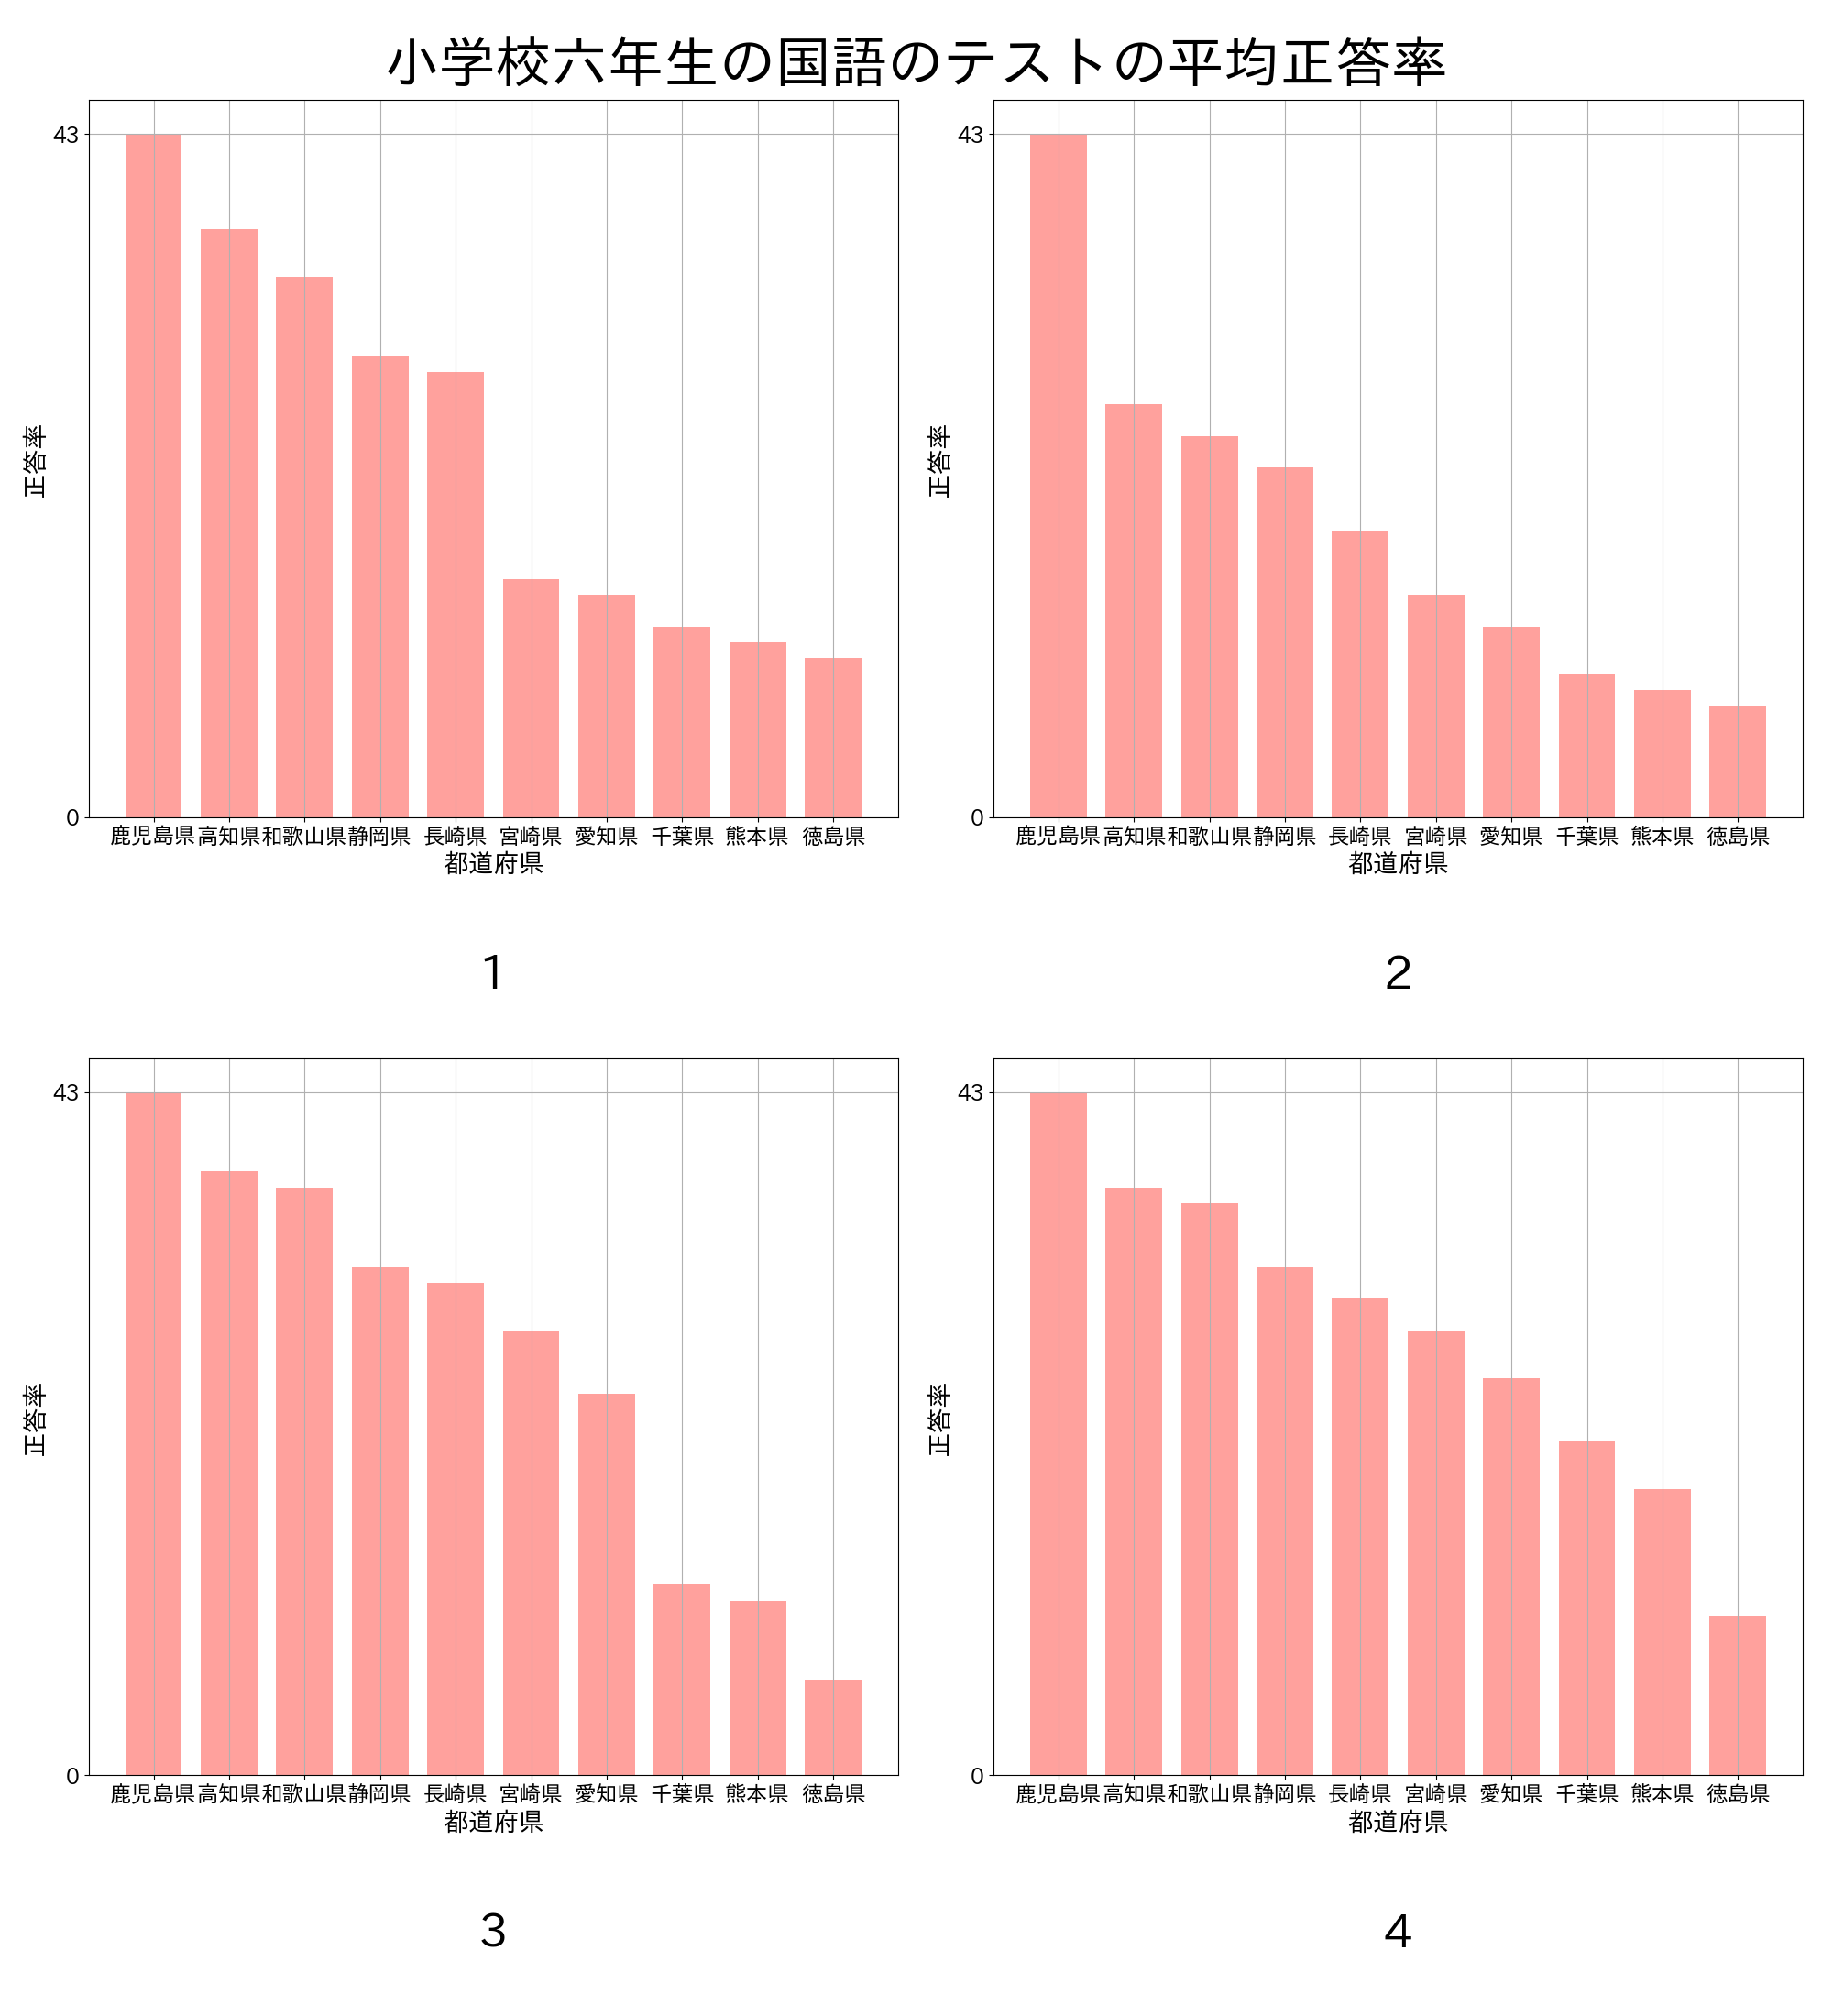 小学校六年生の国語のテストの平均正答率
43
0
正答率
鹿児島県 高知県 和歌山県 静岡県 長崎県 宮崎県 愛知県 千葉県 熊本県 徳島県
都道府県
1
43
0
正答率
鹿児島県 高知県 和歌山県 静岡県 長崎県 宮崎県 愛知県 千葉県 熊本県 徳島県
都道府県
2
43
0
正答率
鹿児島県 高知県 和歌山県 静岡県 長崎県 宮崎県 愛知県 千葉県 熊本県 徳島県
都道府県
3
43
0
正答率
鹿児島県 高知県 和歌山県 静岡県 長崎県 宮崎県 愛知県 千葉県 熊本県 徳島県
都道府県
4